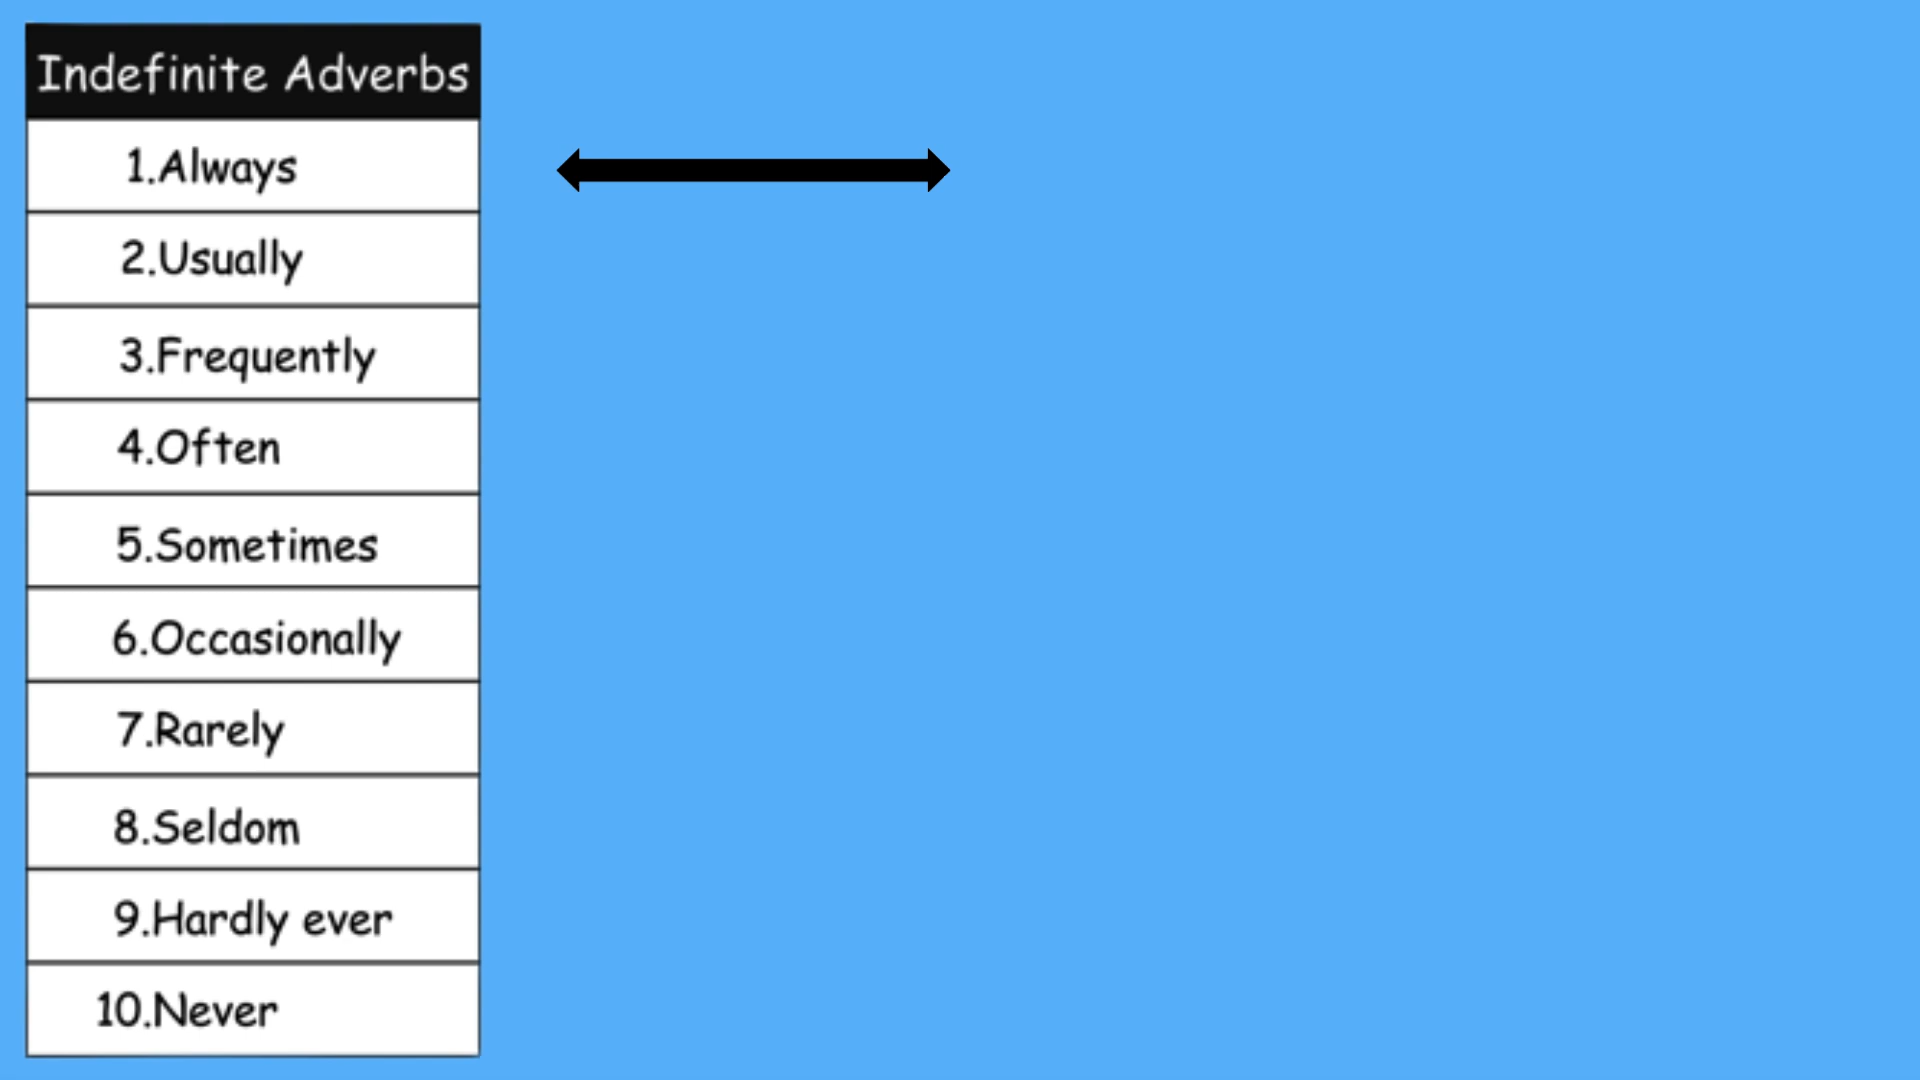 Indefinite Adverbs
1.Always
2.Usually
3.Frequently
4.Often
5.Sometimes
6.Occasionally
7.Rarely
8.Seldom
9.Hardly ever
10.Never